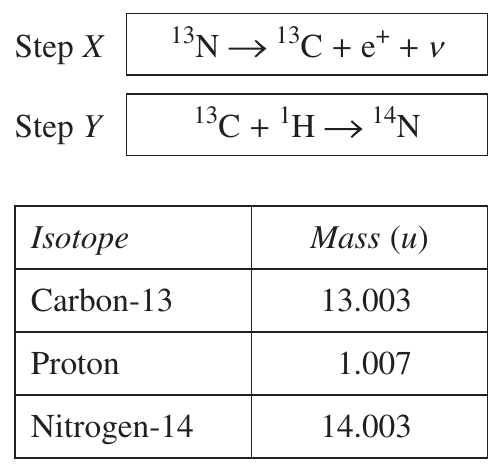 Step X ¹³N ⟶ ¹³C + e⁺ + ν
Step Y ¹³C + ¹H ⟶ ¹⁴N
Isotope Mass (u)
Carbon-13 13.003
Proton 1.007
Nitrogen-14 14.003